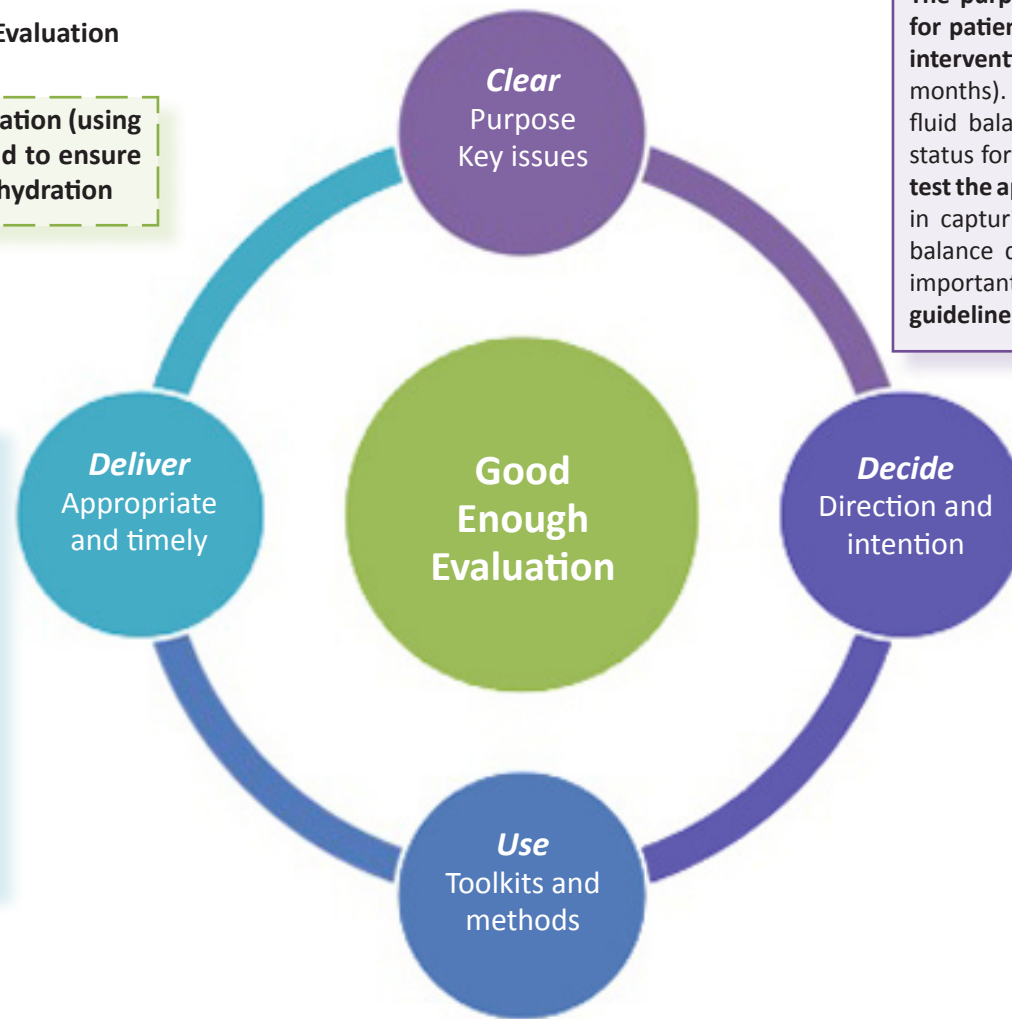 Evaluation
ation (using
d to ensure
hydration
for patier
interventi
months).
fluid bala
status for
test the a
in captur
balance
important
guideline
Clear
Purpose
Key issues
Deliver
Appropriate
and timely
Good
Enough
Evaluation
Decide
Direction and
intention
Use
Toolkits and
methods